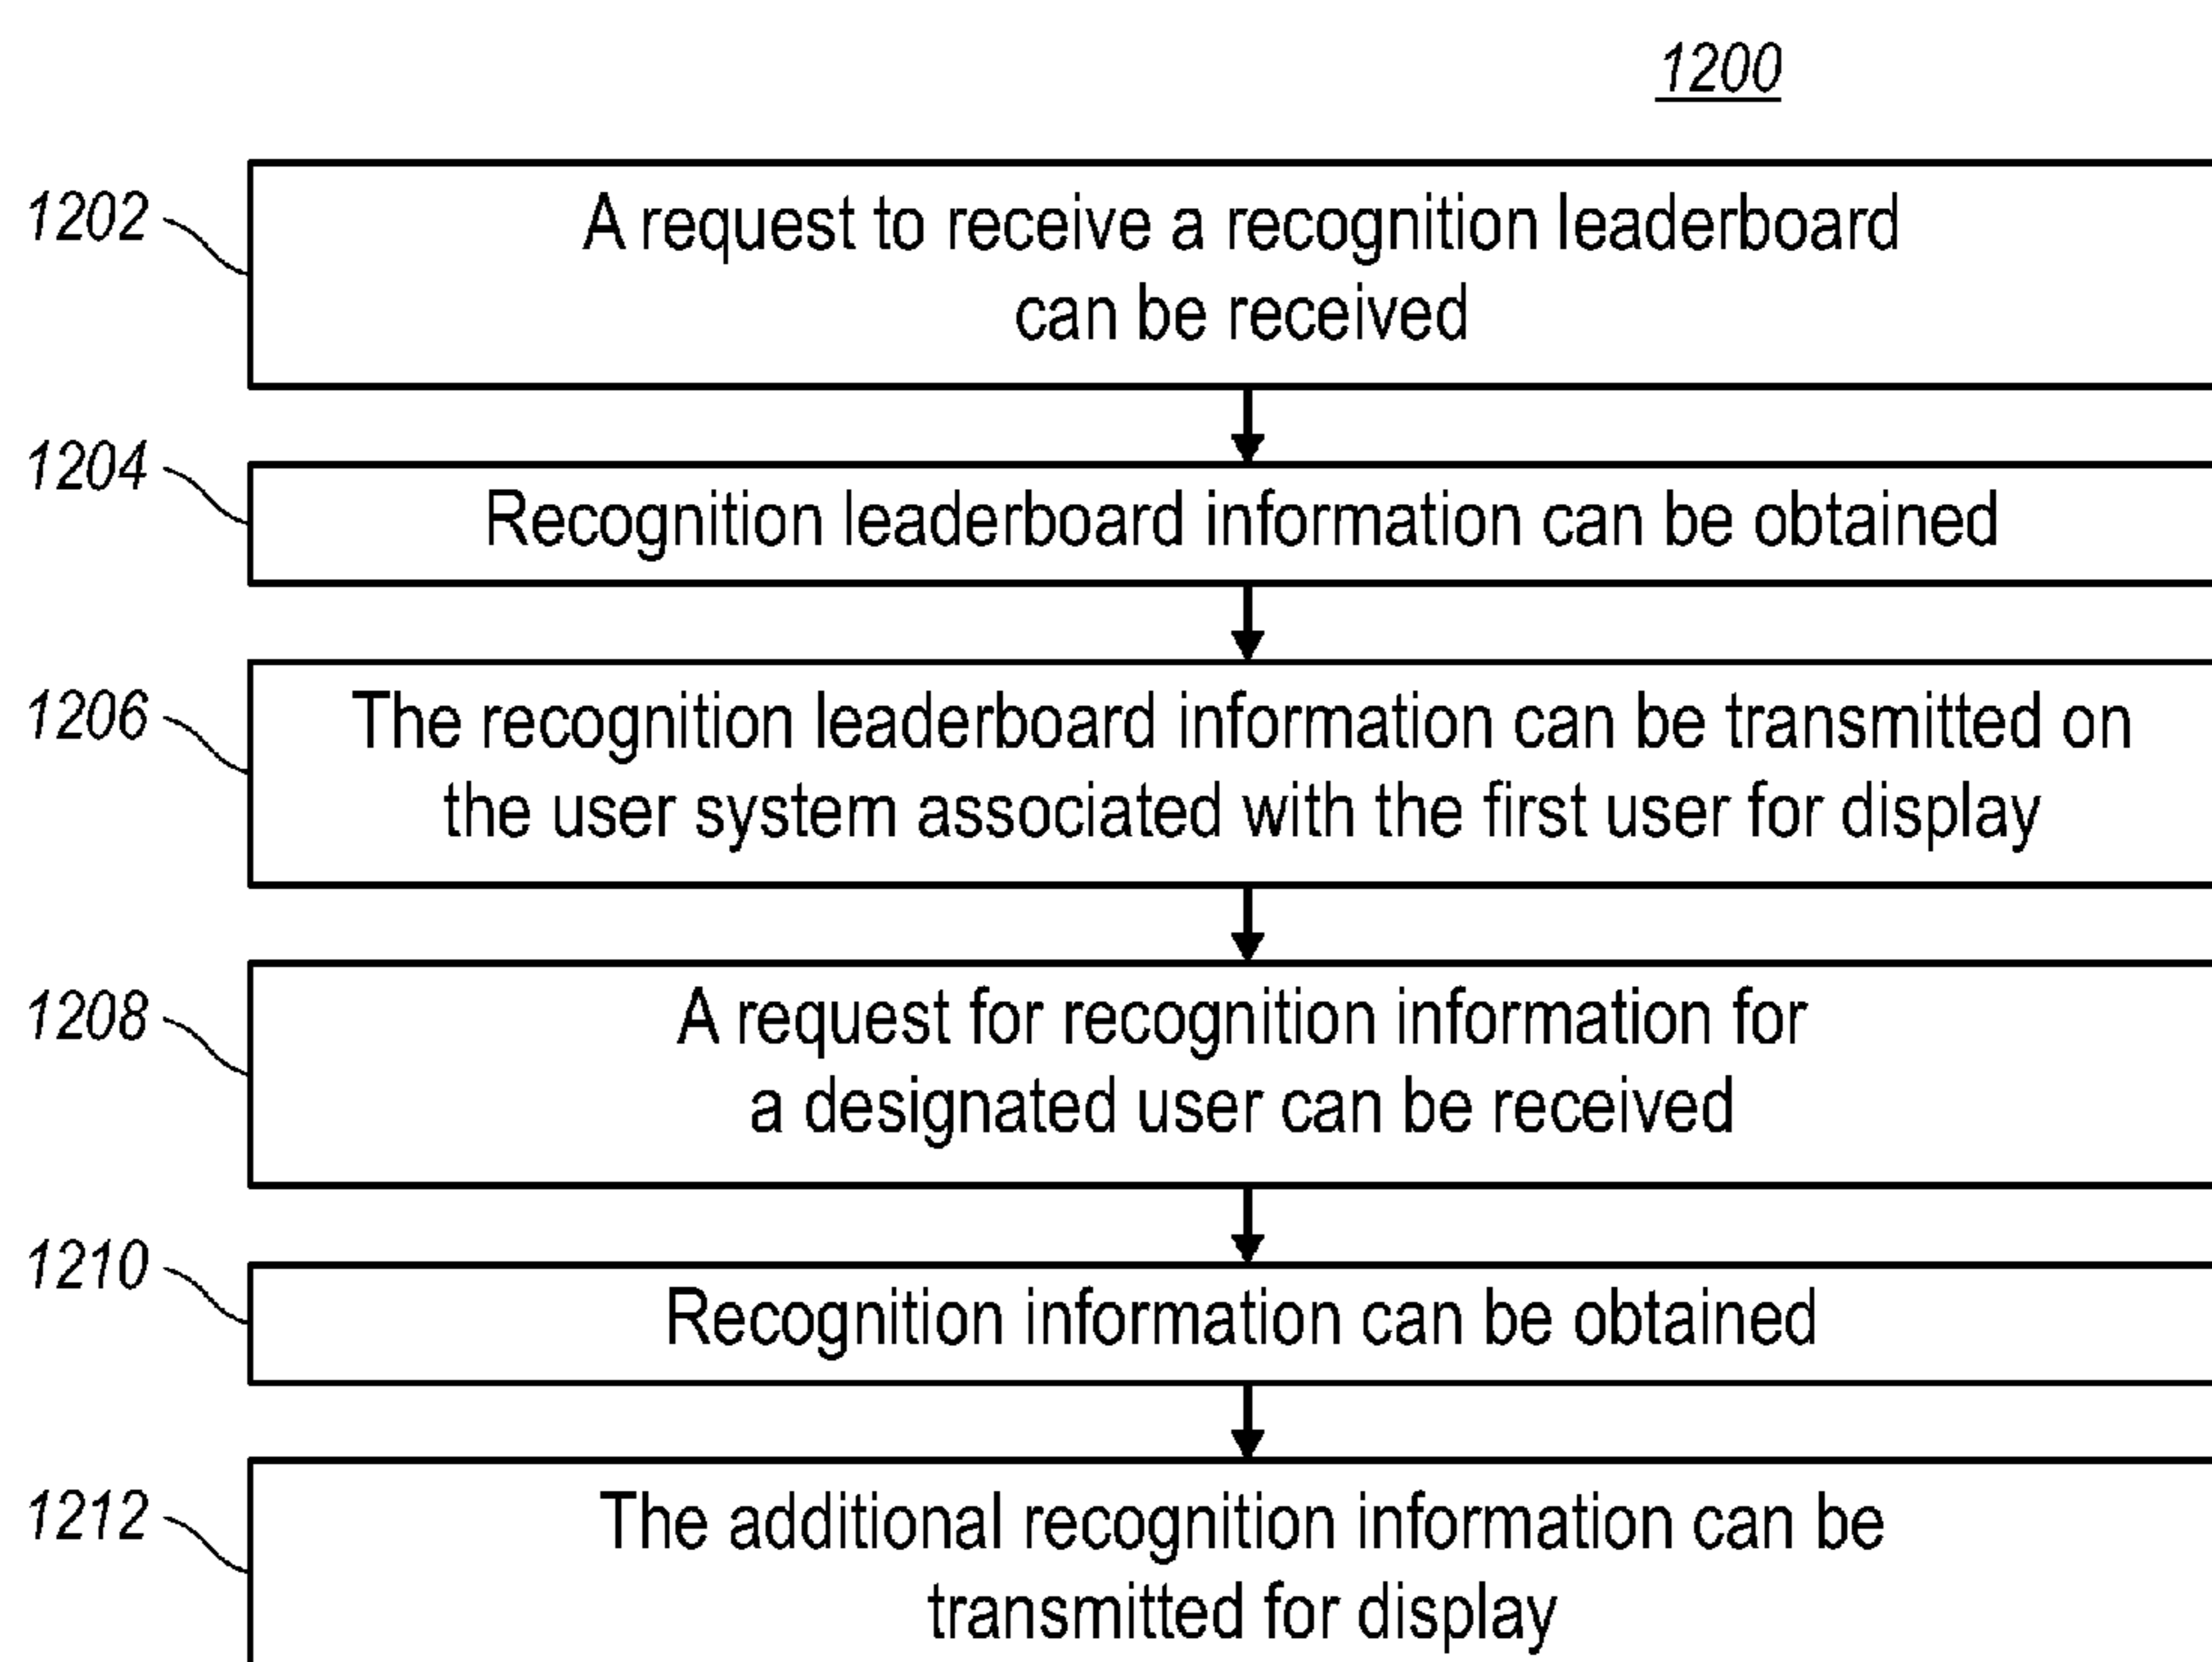 1200
1202
A request to receive a recognition leaderboard
can be received
1204
Recognition leaderboard information can be obtained
1206
The recognition leaderboard information can be transmitted on
the user system associated with the first user for display
1208
A request for recognition information for
a designated user can be received
1210
Recognition information can be obtained
1212
The additional recognition information can be
transmitted for display